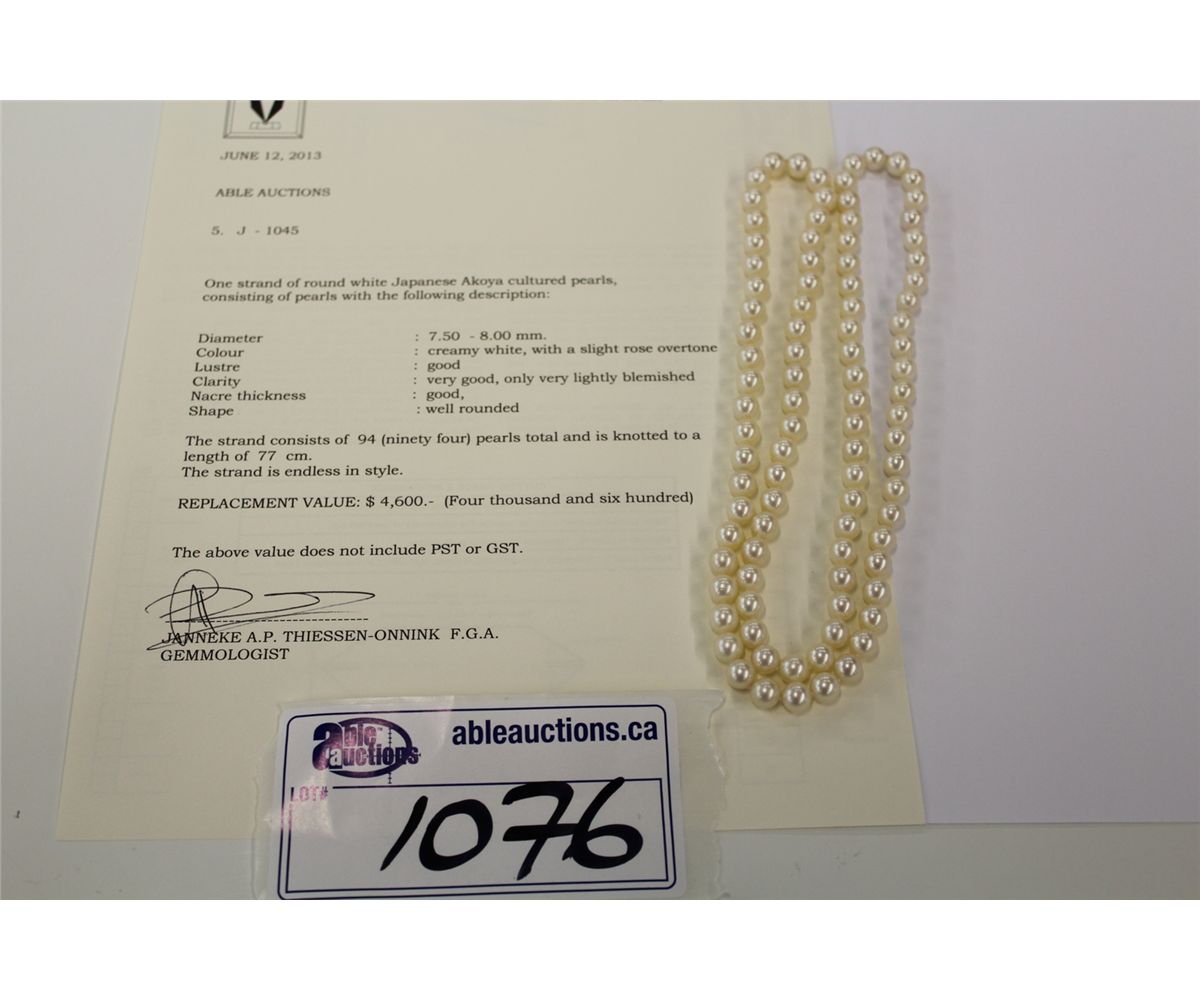 JUNE 12, 2013
ABLE AUCTIONS
5. J - 1045
One strand of round white Japanese Akoya cultured pearls,
consisting of pearls with the following description:
Diameter : 7.50 - 8.00 mm.
Colour : creamy white, with a slight rose overtone
Lustre : good
Clarity : very good, only very lightly blemished
Nacre thickness : good,
Shape : well rounded
The strand consists of 94 (ninety four) pearls total and is knotted to a
length of 77 cm.
The strand is endless in style.
REPLACEMENT VALUE: $ 4,600.- (Four thousand and six hundred)
The above value does not include PST or GST.
JANNEKE A.P. THIESSEN-ONNINK F.G.A.
GEMMOLOGIST
able auctions
ableauctions.ca
LOT#
1076